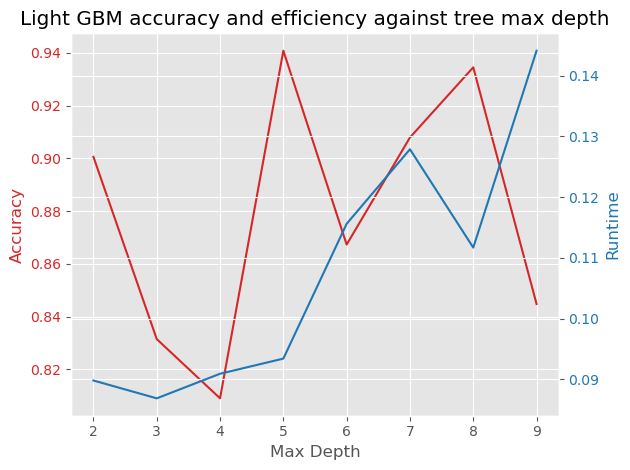 Light GBM accuracy and efficiency against tree max depth
0.94
0.92
0.90
0.88
0.86
0.84
0.82
Accuracy
0.14
0.13
0.12
0.11
0.10
0.09
Runtime
2 3 4 5 6 7 8 9
Max Depth